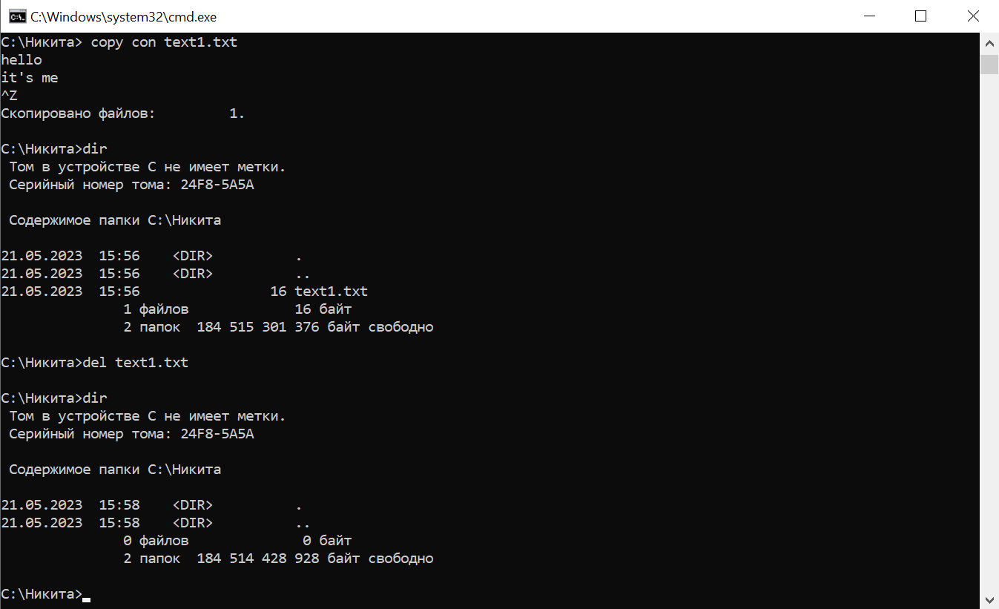 C:\Windows\system32\cmd.exe
C:\Никита> copy con text1.txt
hello
it's me
^Z
Скопировано файлов:         1.
C:\Никита>dir
 Том в устройстве C не имеет метки.
 Серийный номер тома: 24F8-5A5A
 Содержимое папки C:\Никита
21.05.2023  15:56    <DIR>          .
21.05.2023  15:56    <DIR>          ..
21.05.2023  15:56                16 text1.txt
               1 файлов             16 байт
               2 папок  184 515 301 376 байт свободно
C:\Никита>del text1.txt
C:\Никита>dir
 Том в устройстве C не имеет метки.
 Серийный номер тома: 24F8-5A5A
 Содержимое папки C:\Никита
21.05.2023  15:58    <DIR>          .
21.05.2023  15:58    <DIR>          ..
               0 файлов              0 байт
               2 папок  184 514 428 928 байт свободно
C:\Никита>